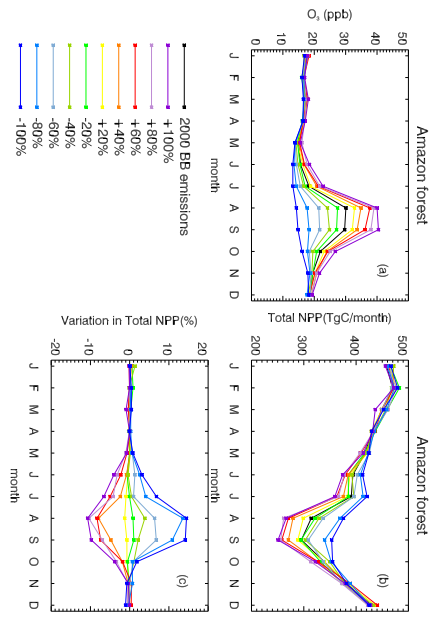 Amazon forest
O₃ (ppb)
50
40
30
20
10
0
(a)
J F M A M J J A S O N D
month
Amazon forest
Total NPP(TgC/month)
500
400
300
200
(b)
J F M A M J J A S O N D
2000 BB emissions
+100%
+80%
+60%
+40%
+20%
-20%
-40%
-60%
-80%
-100%
Variation in Total NPP(%)
20
10
0
-10
-20
(c)
J F M A M J J A S O N D
month